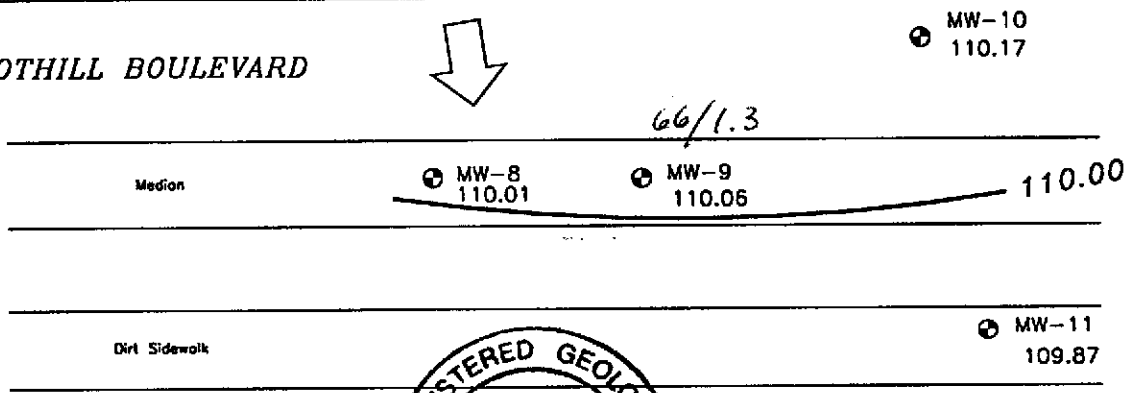 MW-10
110.17
OTHILL BOULEVARD
66/1.3
Median
MW-8
110.01
MW-9
110.06
110.00
Dirt Sidewalk
MW-11
109.87
STERED GEOLO